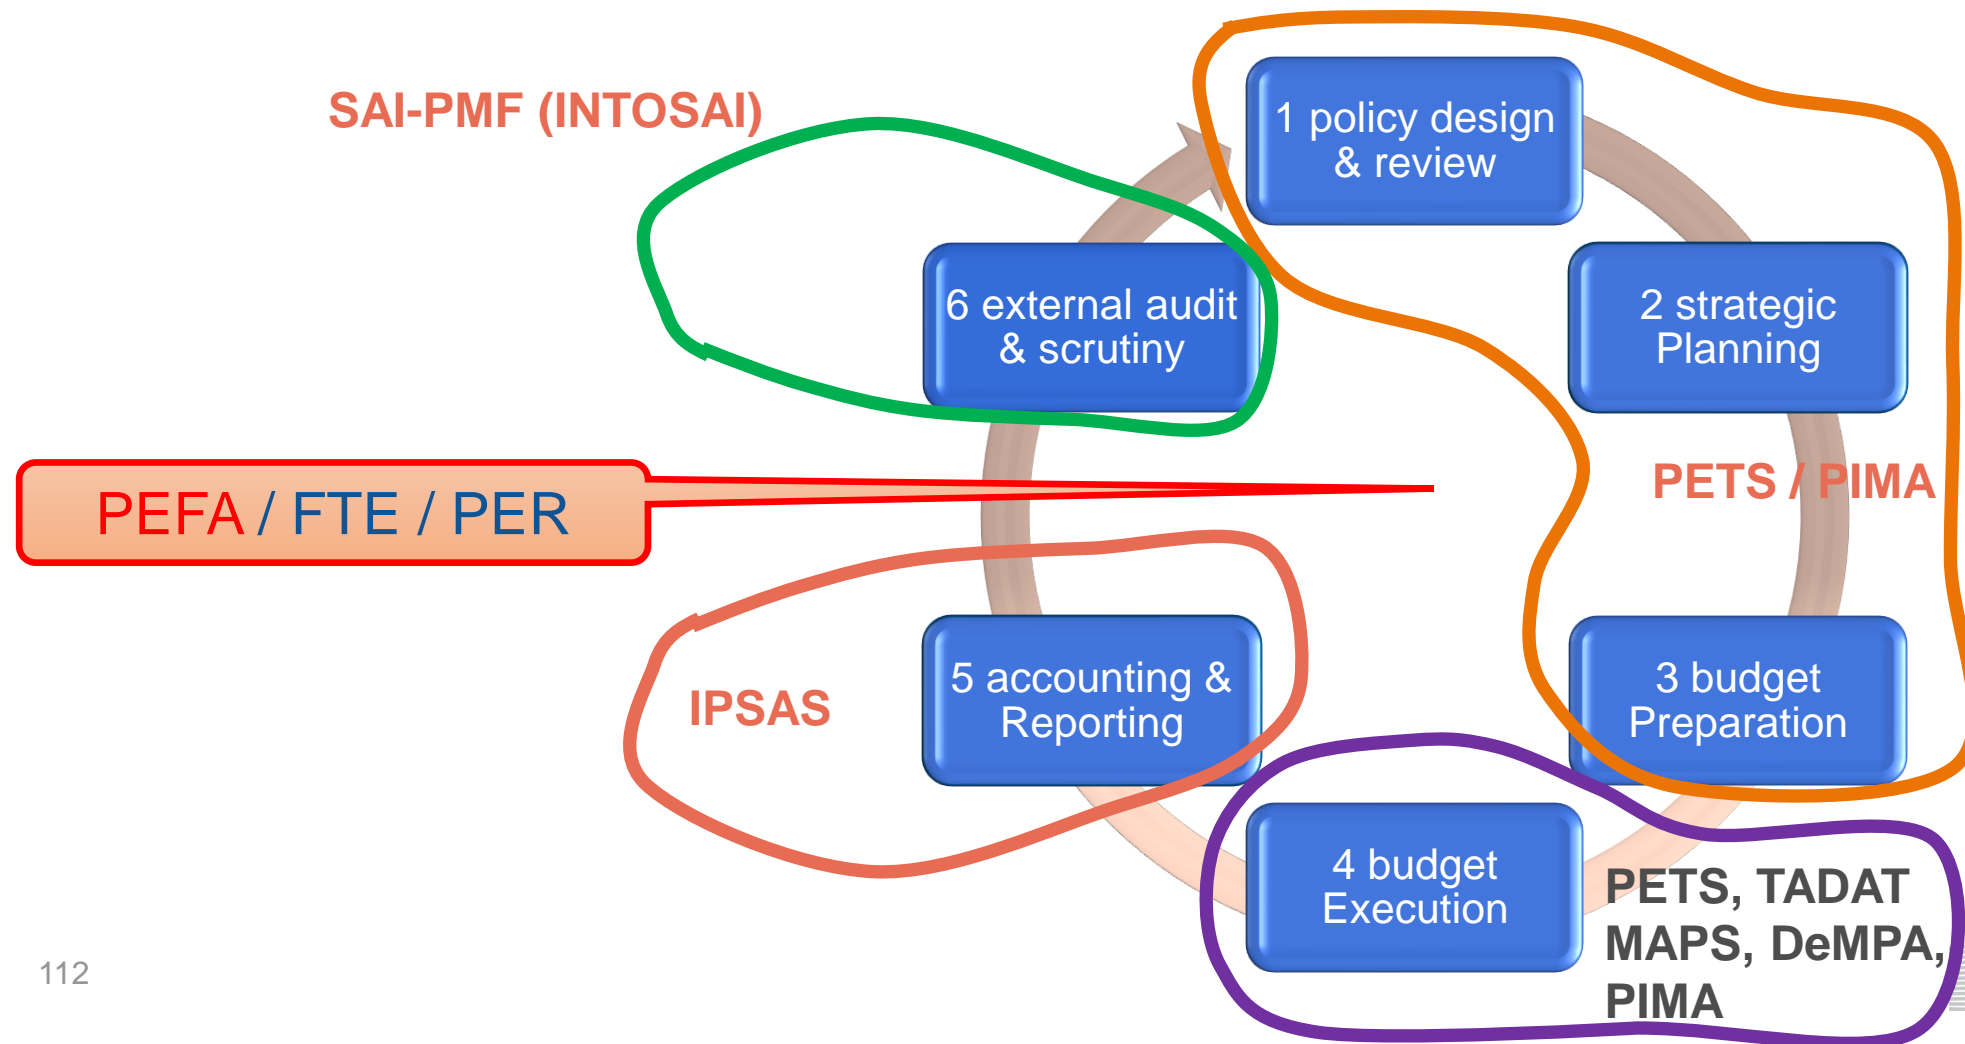 SAI-PMF (INTOSAI)
1 policy design
& review
2 strategic
Planning
6 external audit
& scrutiny
PETS / PIMA
PEFA / FTE / PER
3 budget
Preparation
5 accounting &
Reporting
IPSAS
4 budget
Execution
PETS, TADAT
MAPS, DeMPA,
PIMA
112